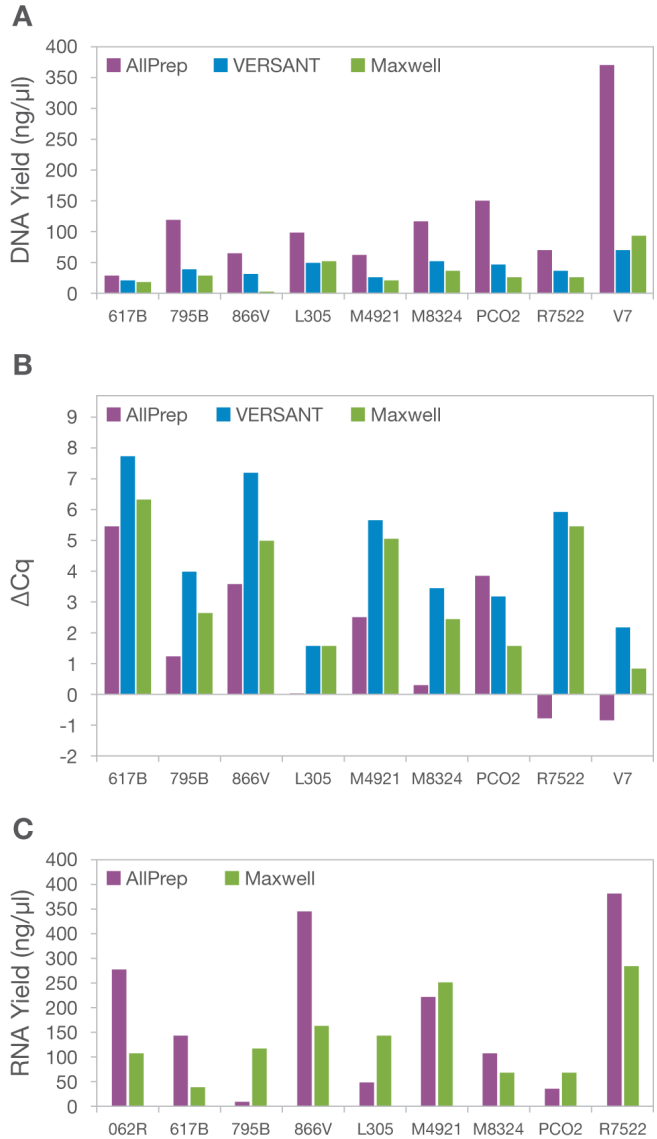 A
DNA Yield (ng/µl)
400
350
300
250
200
150
100
50
0
AllPrep VERSANT Maxwell
617B 795B 866V L305 M4921 M8324 PCO2 R7522 V7
B
ΔCq
9
8
7
6
5
4
3
2
1
0
-1
-2
AllPrep VERSANT Maxwell
617B 795B 866V L305 M4921 M8324 PCO2 R7522 V7
C
RNA Yield (ng/µl)
400
400
350
400
300
250
200
150
100
50
0
AllPrep Maxwell
062R 617B 795B 866V L305 M4921 M8324 PCO2 R7522